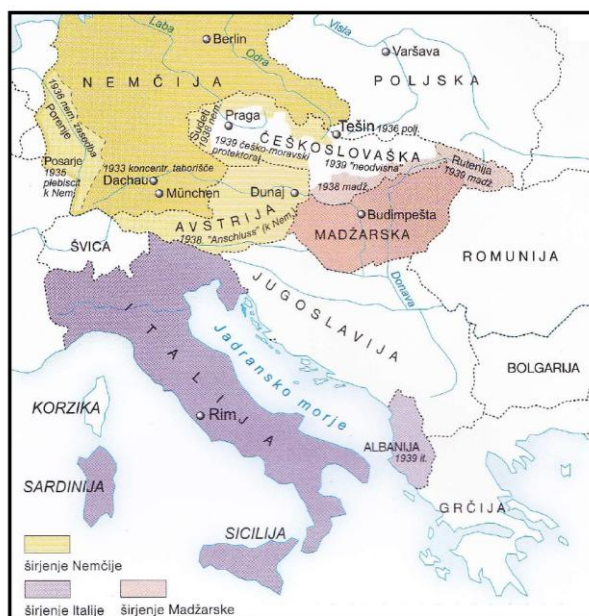 Laba
Berlin
Odra
Visla
Varšava
NEMČIJA
POLJSKA
1936 nem. zasedba
Porenje
Sudeti
1938 nem.
Praga
Tešin 1936 polj.
ČEŠKOSLOVAŠKA
1939 češko-moravski
protektorat
1939 "neodvisna"
Rutenija
1939 madž.
1938 madž.
Posarje
1935
plebiscit
k Nem.
1933 koncentr. taborišče
Dachau
München
Dunaj
AVSTRIJA
1938 "Anschluss" (k Nem.)
Budimpešta
MADŽARSKA
ŠVICA
ROMUNIJA
Donava
JUGOSLAVIJA
ITALIJA
Jadransko morje
BOLGARIJA
KORZIKA
Rim
ALBANIJA
1939 it.
SARDINIJA
GRČIJA
SICILIJA
širjenje Nemčije
širjenje Italije
širjenje Madžarske